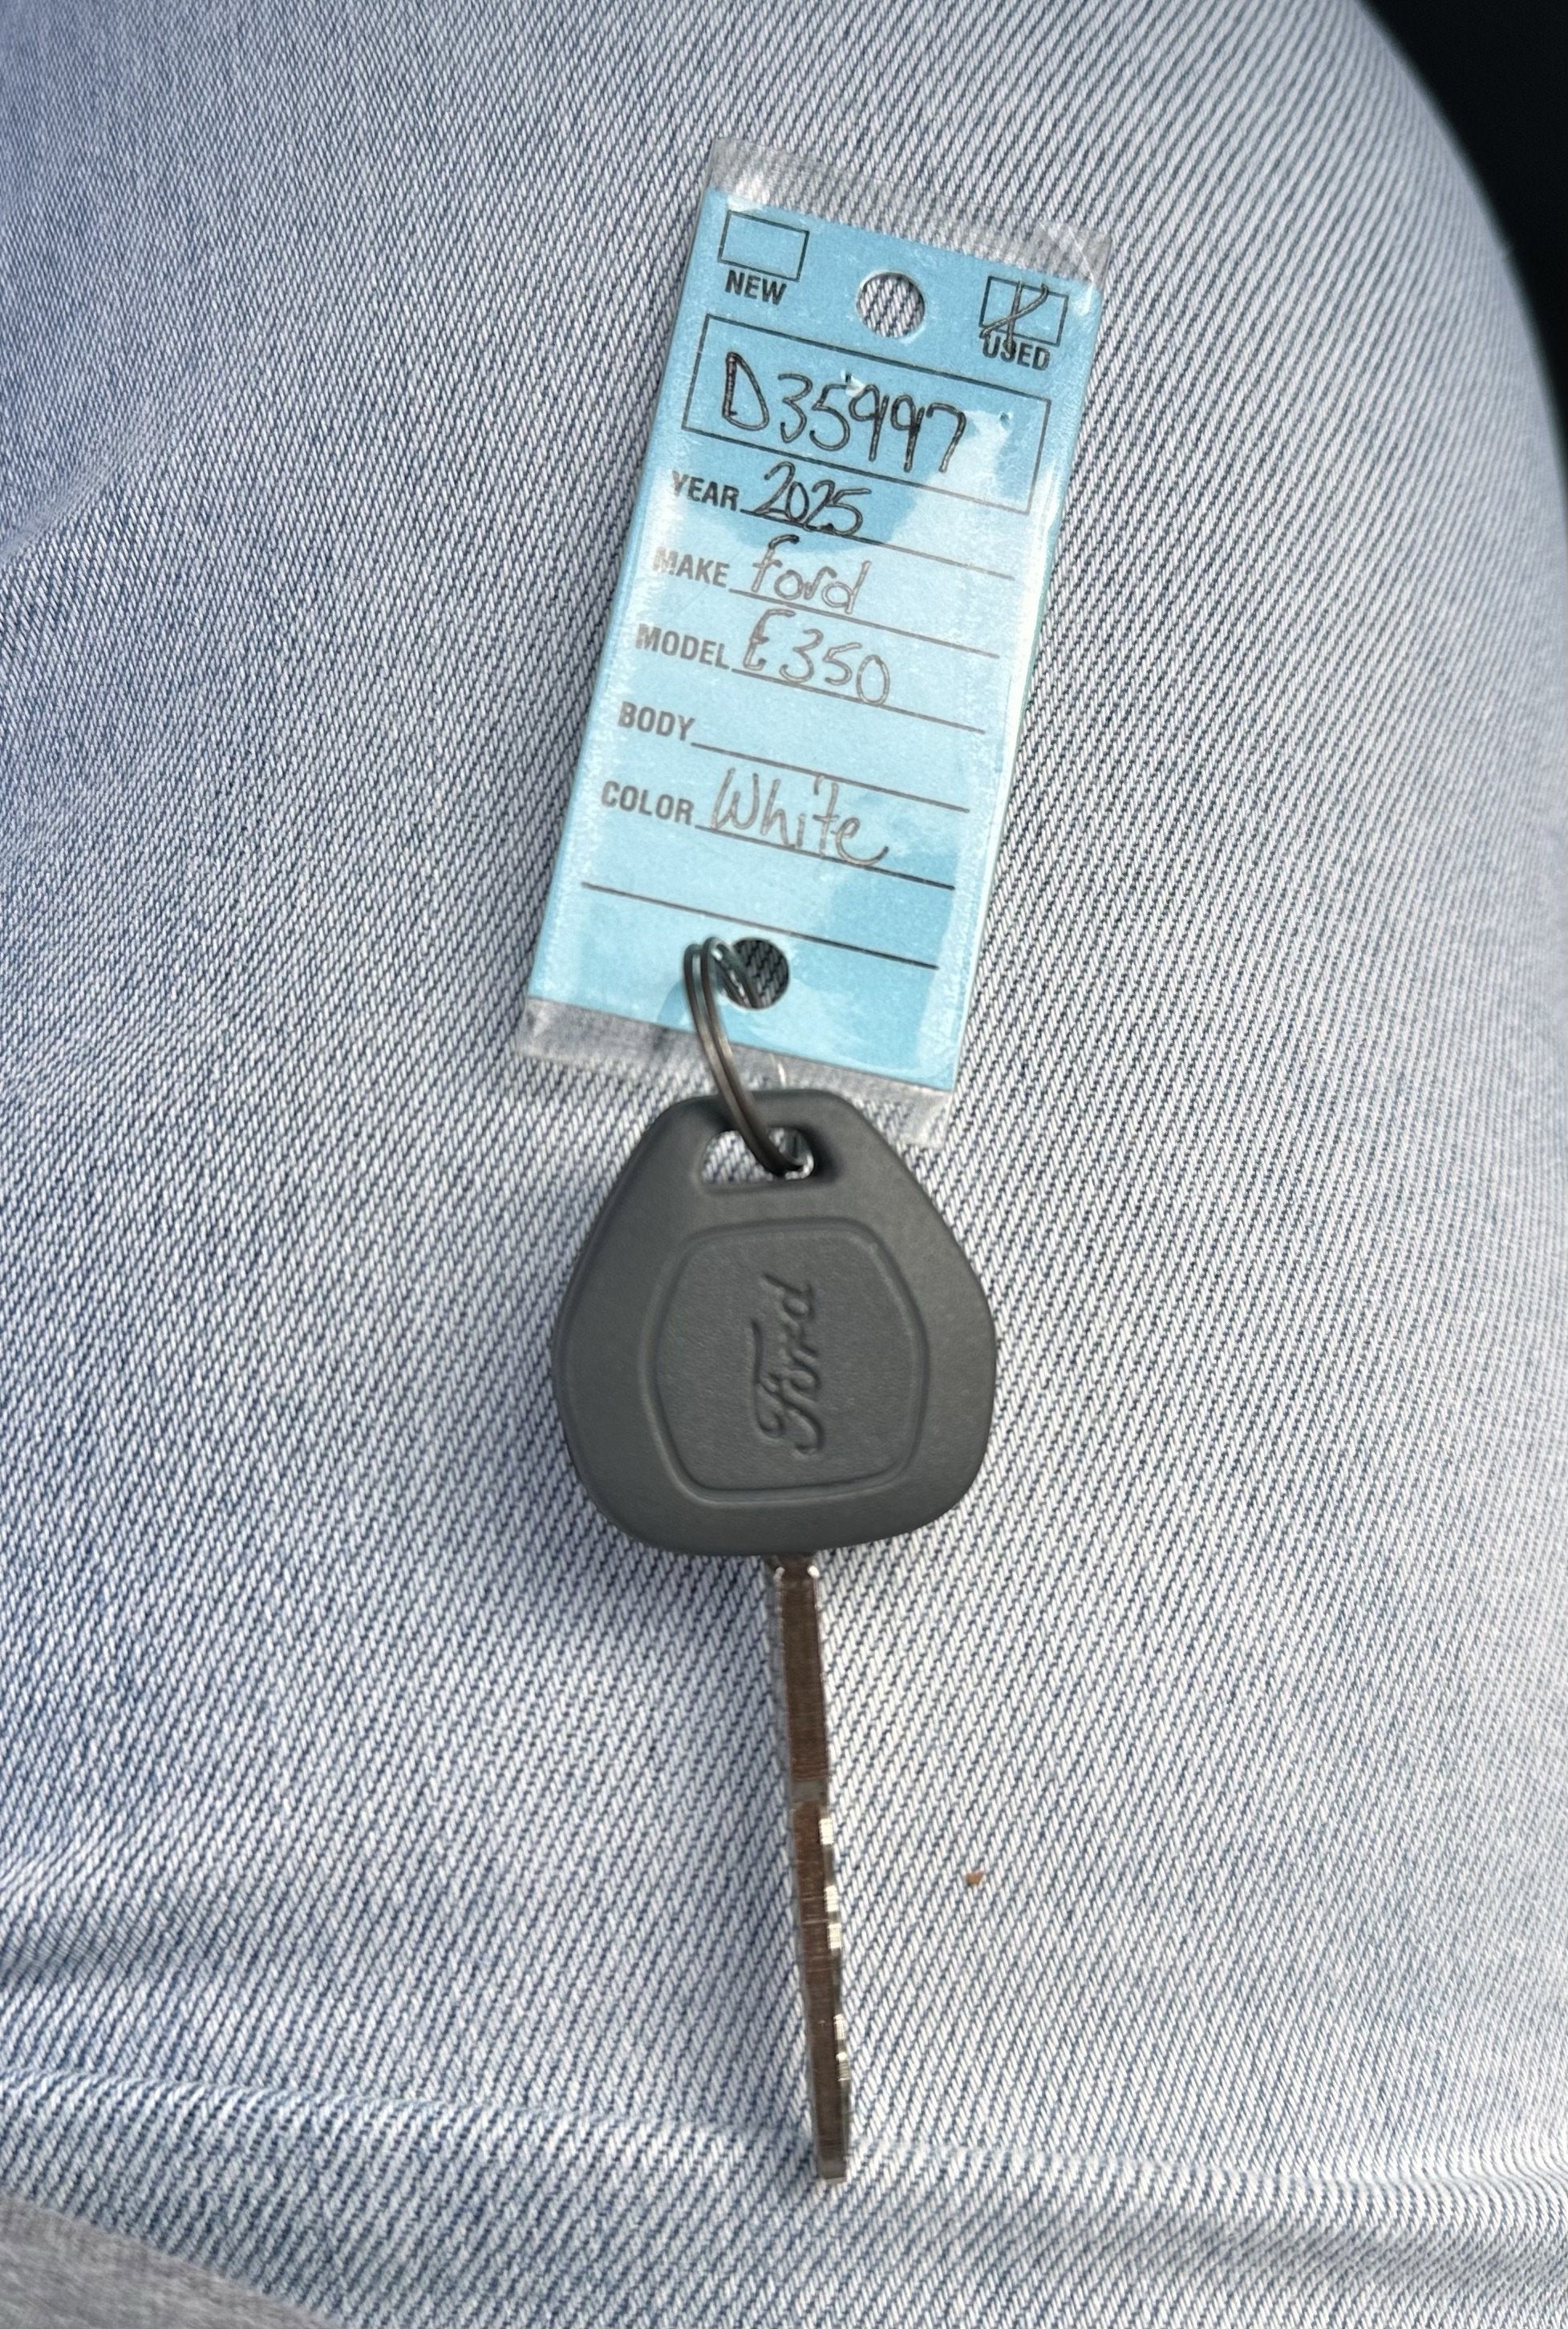 NEW
USED
D35997
YEAR 2025
MAKE Ford
MODEL E350
BODY
COLOR White
Ford